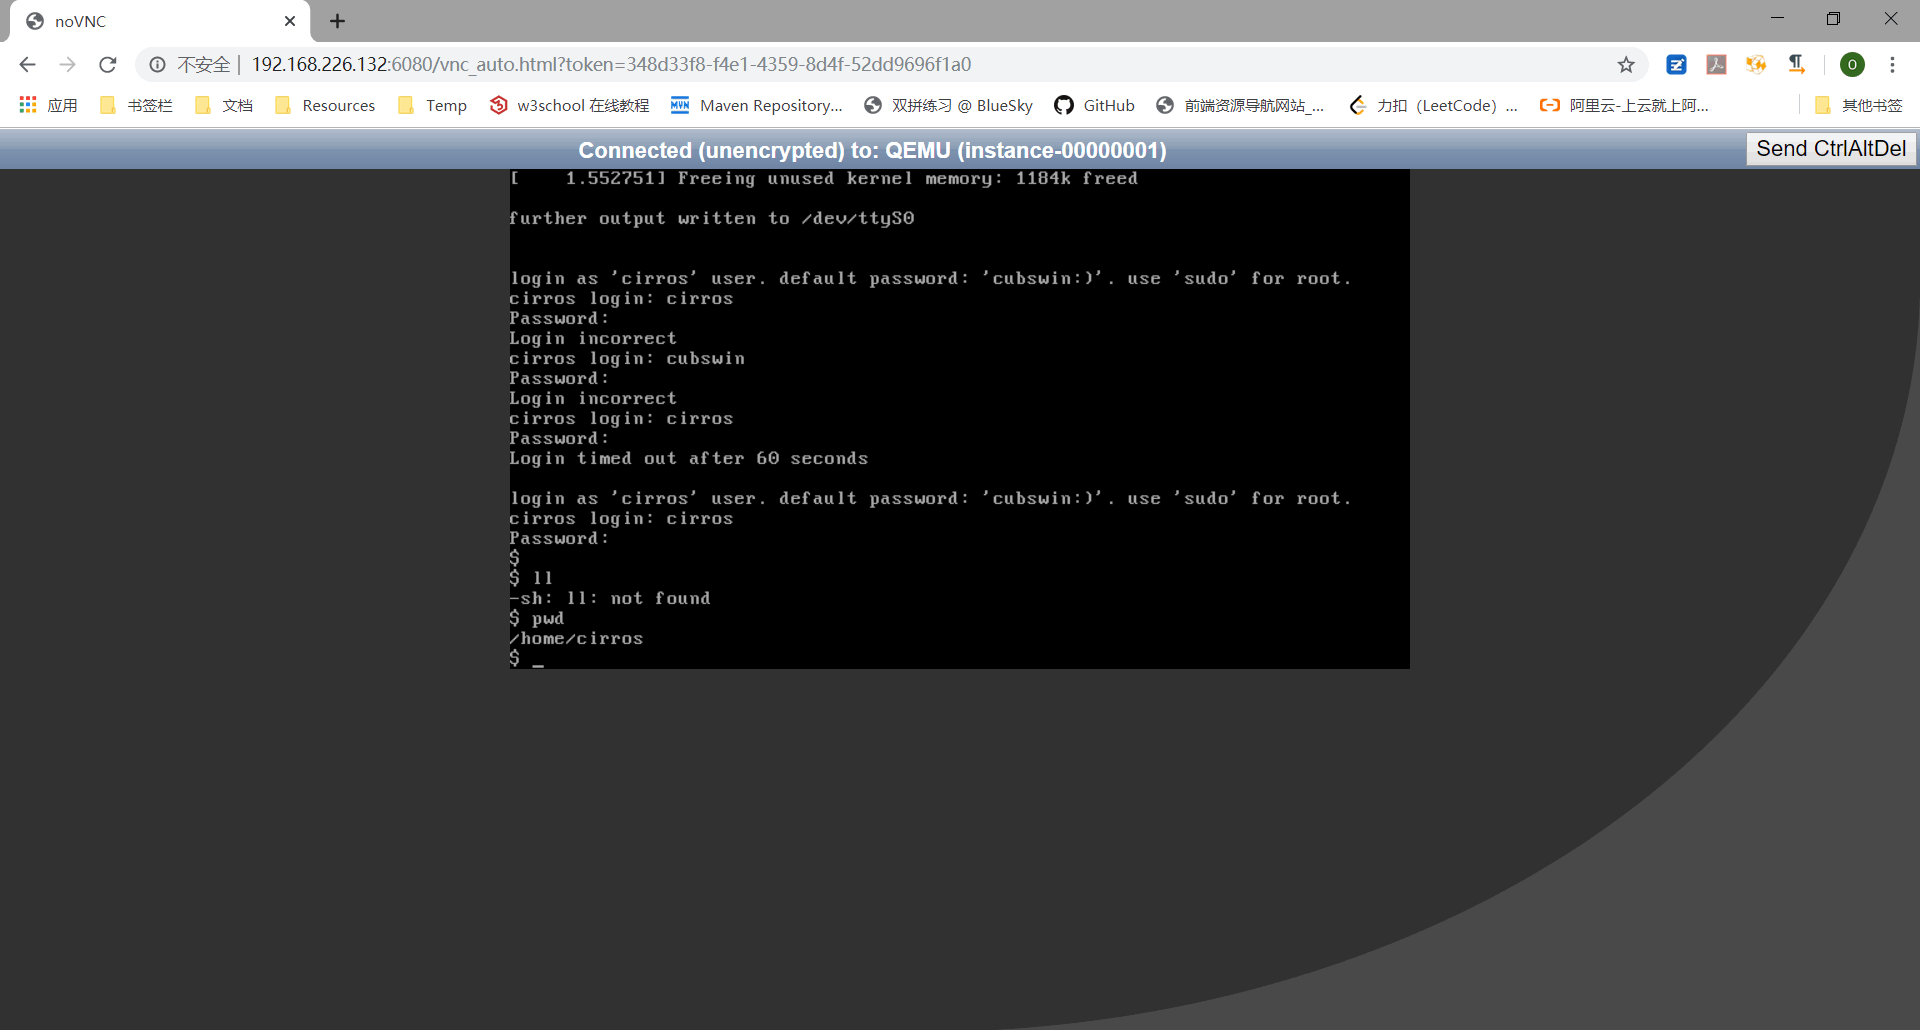 noVNC
不安全 | 192.168.226.132:6080/vnc_auto.html?token=348d33f8-f4e1-4359-8d4f-52dd9696f1a0
O
应用 书签栏 文档 Resources Temp w3school 在线教程 Maven Repository... 双拼练习 @ BlueSky GitHub 前端资源导航网站_... 力扣（LeetCode）... 阿里云-上云就上阿... 其他书签
Connected (unencrypted) to: QEMU (instance-00000001)
Send CtrlAltDel
[    1.552751] Freeing unused kernel memory: 1184k freed
further output written to /dev/ttyS0
login as 'cirros' user. default password: 'cubswin:)'. use 'sudo' for root.
cirros login: cirros
Password:
Login incorrect
cirros login: cubswin
Password:
Login incorrect
cirros login: cirros
Password:
Login timed out after 60 seconds
login as 'cirros' user. default password: 'cubswin:)'. use 'sudo' for root.
cirros login: cirros
Password:
$
$ ll
-sh: ll: not found
$ pwd
/home/cirros
$ _